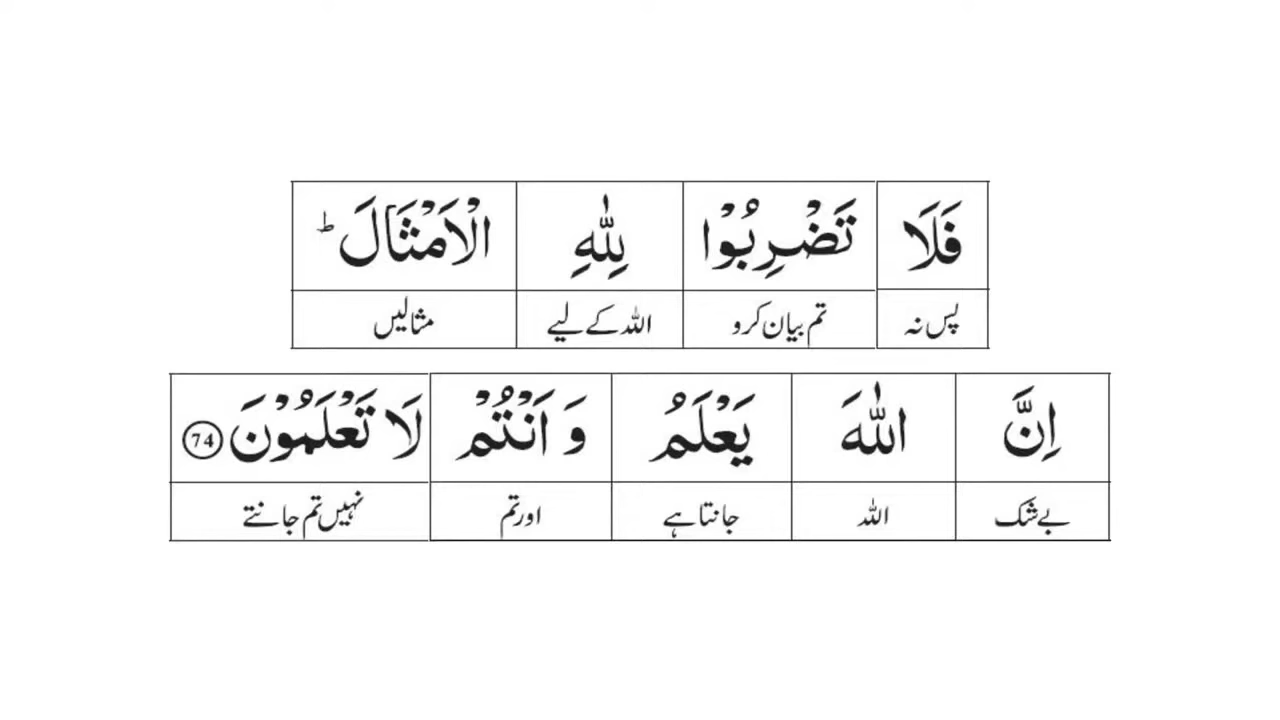 فَلَا تَضْرِبُوْا لِلّٰهِ الْاَمْثَالَ ؕ
پس نہ تم بیان کرو اللہ کے لیے مثالیں
اِنَّ اللّٰهَ يَعْلَمُ وَ اَنْتُمْ لَا تَعْلَمُوْنَ 74
بے شک اللہ جانتا ہے اور تم نہیں تم جانتے